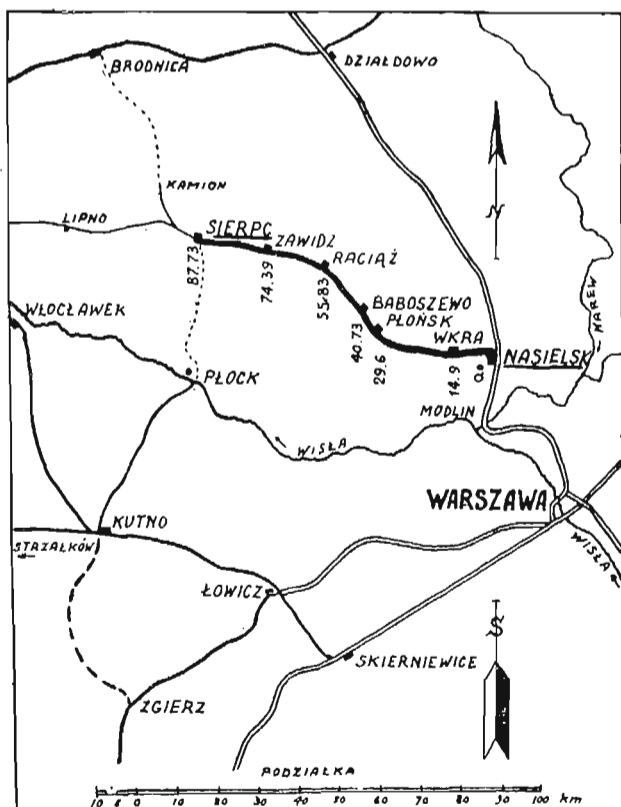 BRODNICA
DZIAŁDOWO
KAMION
N
LIPNO
SIERPC
ZAWIDZ
RACIĄŻ
NAREW
87.73
74.39
55.83
BABOSZEWO
WŁOCŁAWEK
PŁOŃSK
WKRA
40.73
29.6
14.9
NASIELSK
PŁOCK
MODLIN
WISŁA
WARSZAWA
KUTNO
STRZAŁKÓW
WISŁA
ŁOWICZ
S
SKIERNIEWICE
ZGIERZ
PODZIAŁKA
10 5 0 10 20 30 40 50 60 70 80 90 100 km